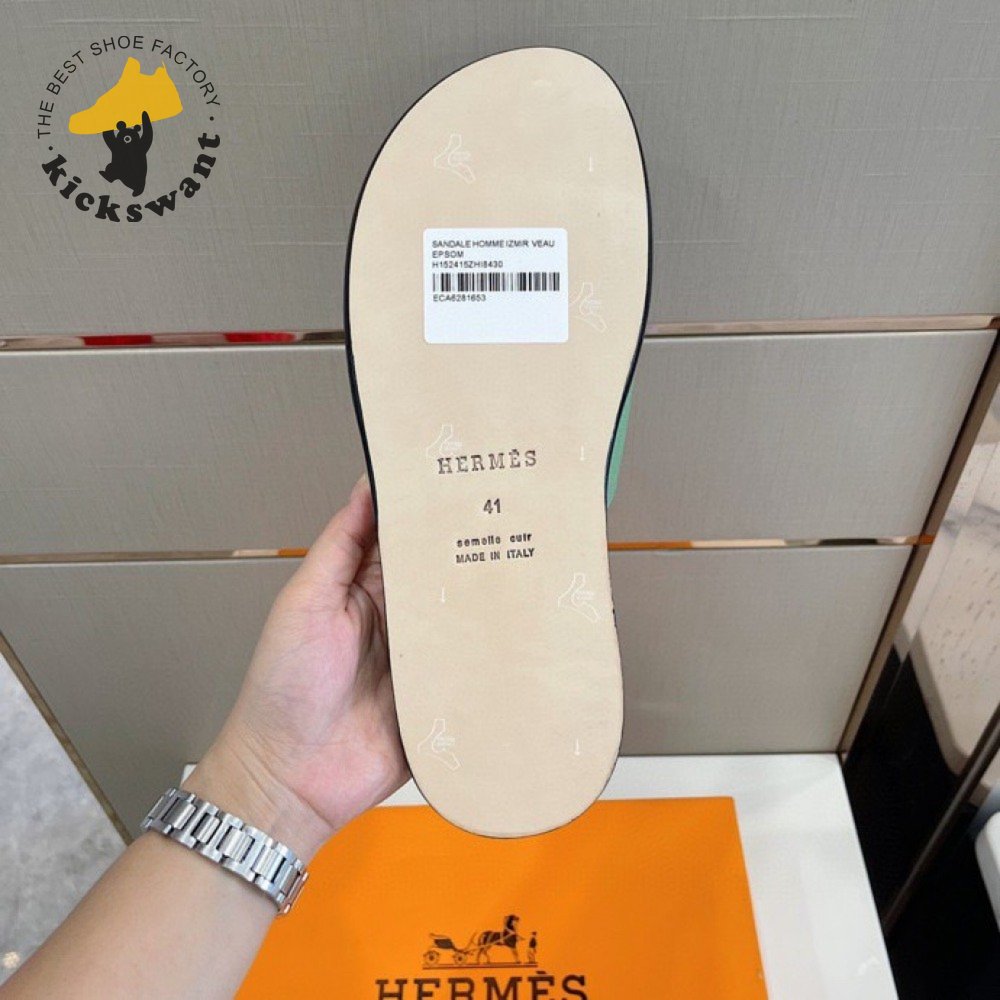 THE BEST SHOE FACTORY
kickswant
SANDALE HOMME IZMIR VEAU
EPSOM
H152415ZHI8430
ECA6281653
HERMÈS
41
semelle cuir
MADE IN ITALY
HERMÈS